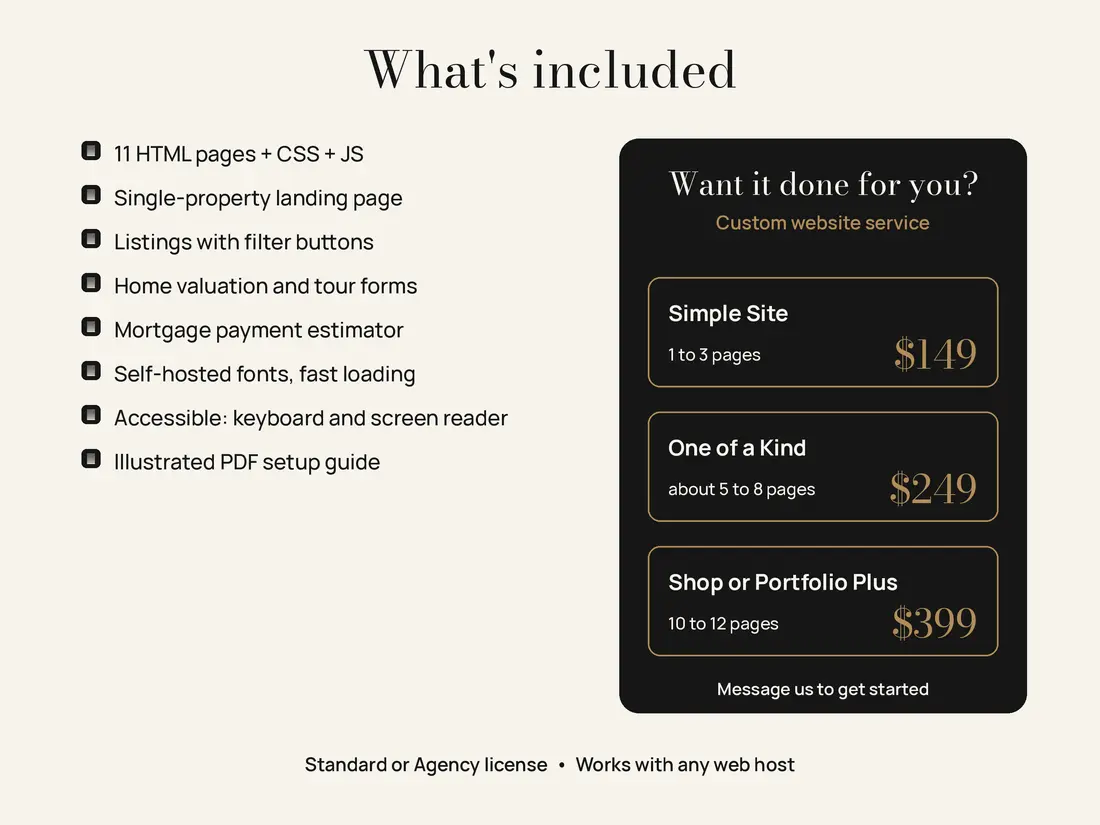 What's included
11 HTML pages + CSS + JS
Single-property landing page
Listings with filter buttons
Home valuation and tour forms
Mortgage payment estimator
Self-hosted fonts, fast loading
Accessible: keyboard and screen reader
Illustrated PDF setup guide
Want it done for you?
Custom website service
Simple Site
1 to 3 pages
$149
One of a Kind
about 5 to 8 pages
$249
Shop or Portfolio Plus
10 to 12 pages
$399
Message us to get started
Standard or Agency license • Works with any web host